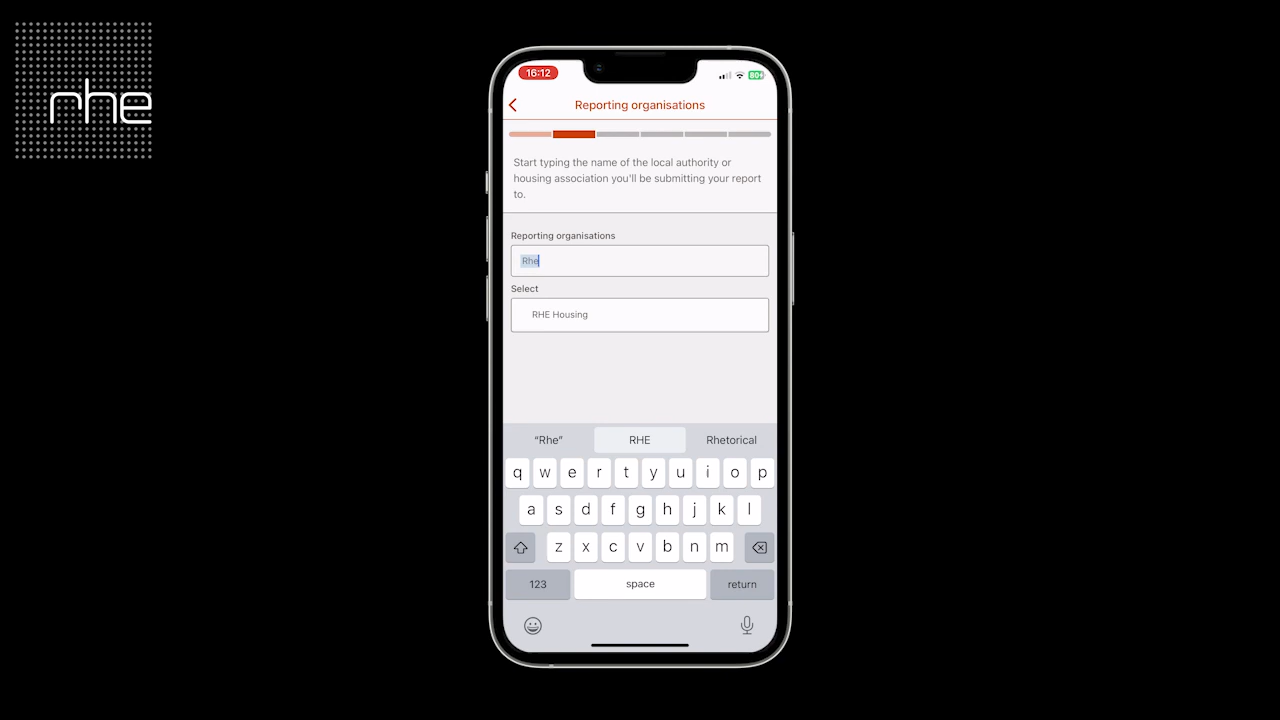 rhe
16:12
80
Reporting organisations
Start typing the name of the local authority or
housing association you'll be submitting your report
to.
Reporting organisations
Rhe
Select
RHE Housing
“Rhe” RHE Rhetorical
q w e r t y u i o p
a s d f g h j k l
z x c v b n m
123 space return